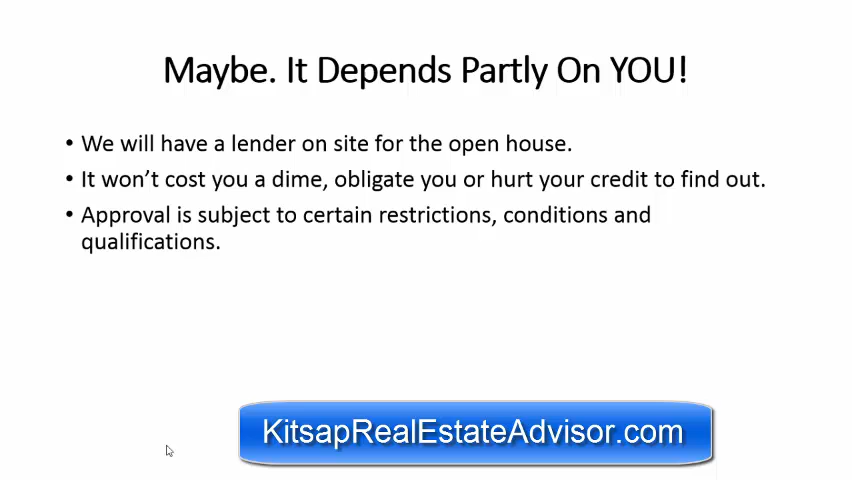 Maybe. It Depends Partly On YOU!
• We will have a lender on site for the open house.
• It won’t cost you a dime, obligate you or hurt your credit to find out.
• Approval is subject to certain restrictions, conditions and
qualifications.
KitsapRealEstateAdvisor.com